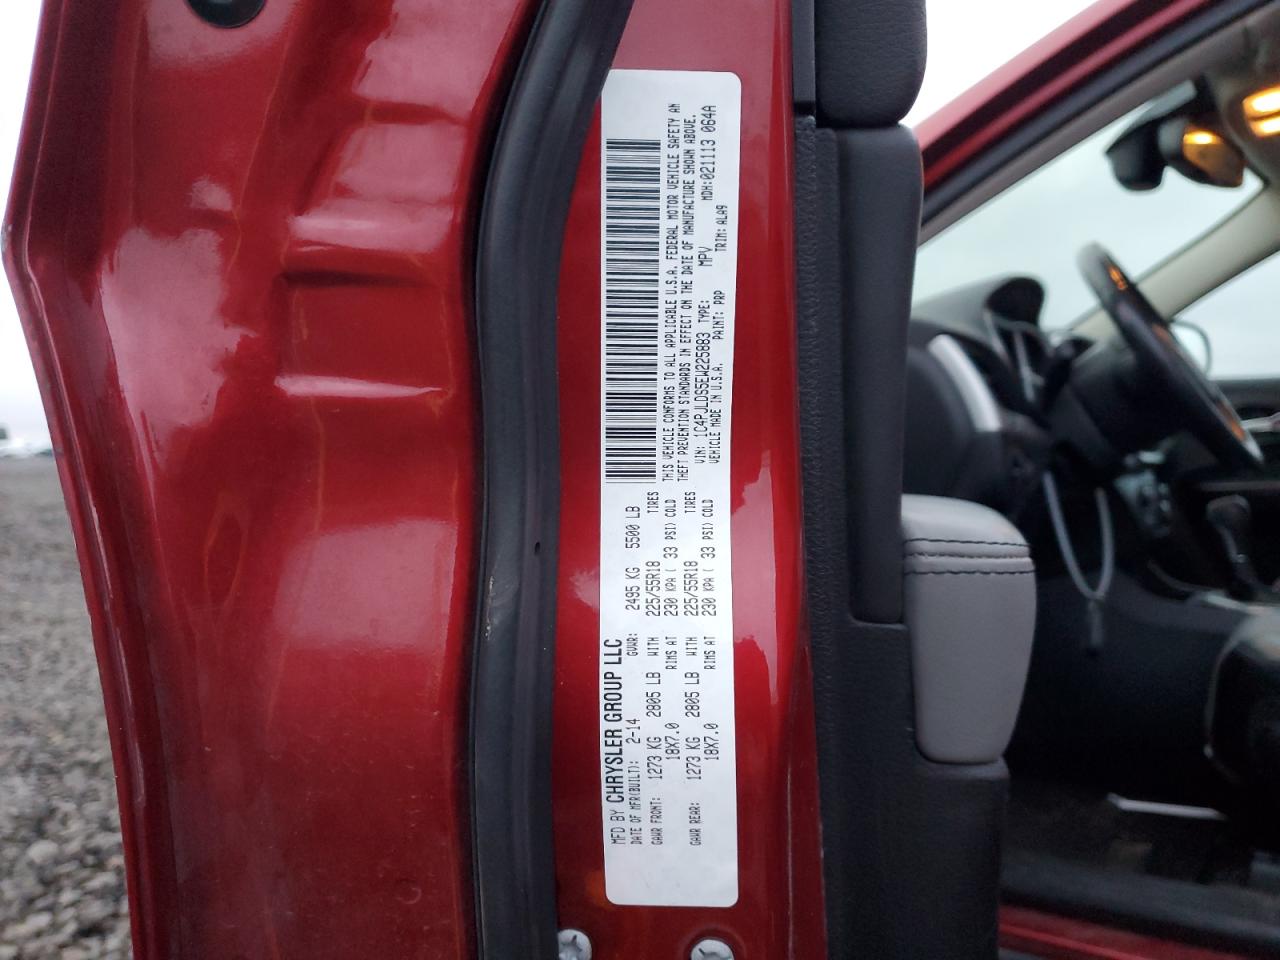 MFD BY CHRYSLER GROUP LLC
DATE OF MFR(BUILT): 2-14 GVWR: 2495 KG 5500 LB
GAWR FRONT: 1273 KG 2805 LB WITH 225/55R18 TIRES
18X7.0 RIMS AT 230 KPA ( 33 PSI) COLD
GAWR REAR: 1273 KG 2805 LB WITH 225/55R18 TIRES
18X7.0 RIMS AT 230 KPA ( 33 PSI) COLD
THIS VEHICLE CONFORMS TO ALL APPLICABLE U.S.A. FEDERAL MOTOR VEHICLE SAFETY AN
THEFT PREVENTION STANDARDS IN EFFECT ON THE DATE OF MANUFACTURE SHOWN ABOVE.
VIN: 1C4PJLDS5EW225883 TYPE: MPV MDH:021113 064A
VEHICLE MADE IN U.S.A. PAINT: PRP TRIM: ALA9